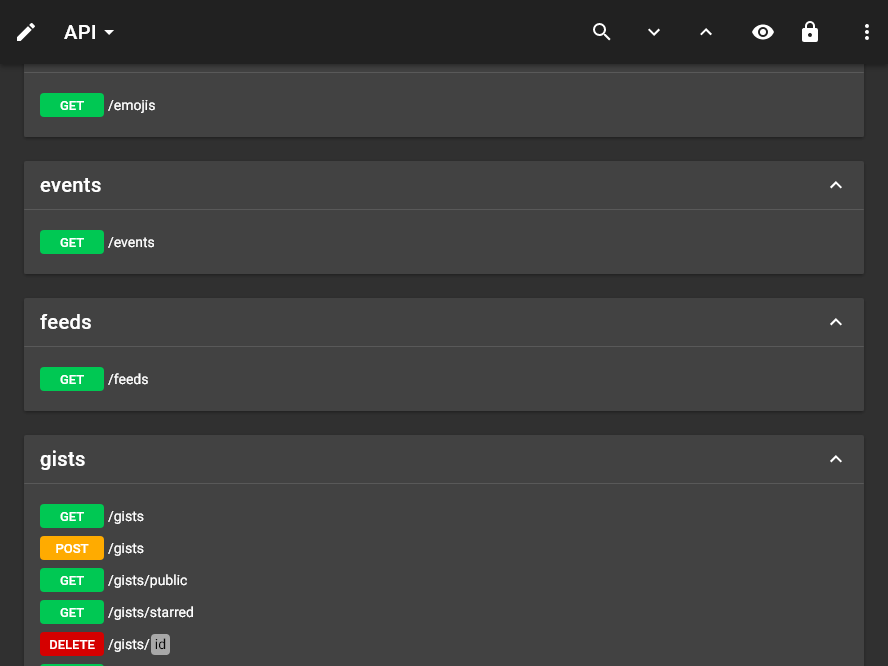 API
GET /emojis
events
GET /events
feeds
GET /feeds
gists
GET /gists
POST /gists
GET /gists/public
GET /gists/starred
DELETE /gists/id